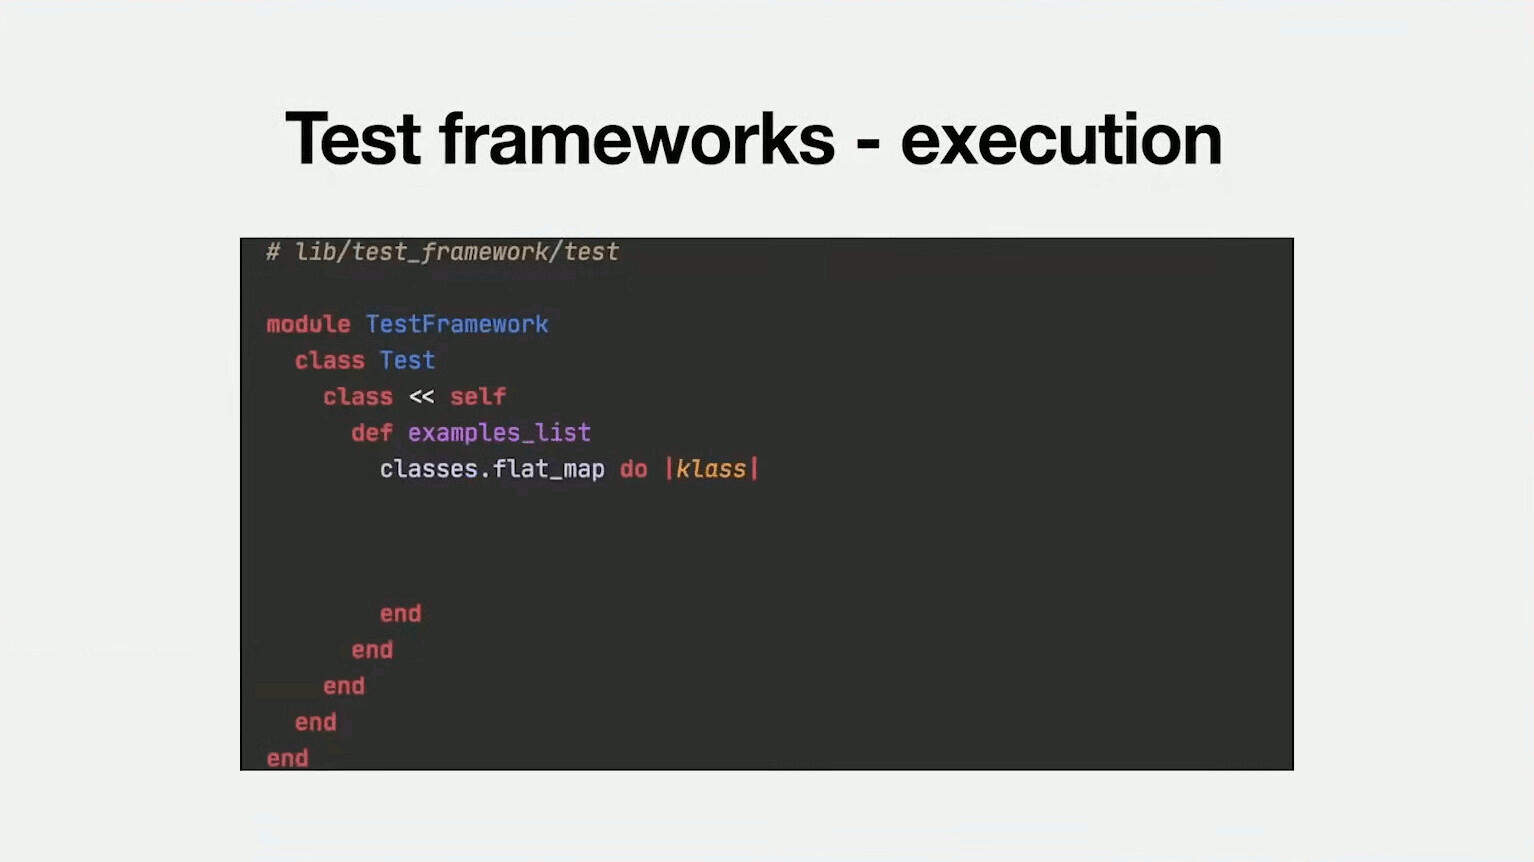 Test frameworks - execution
# lib/test_framework/test
module TestFramework
class Test
class << self
def examples_list
classes.flat_map do |klass|
end
end
end
end
end